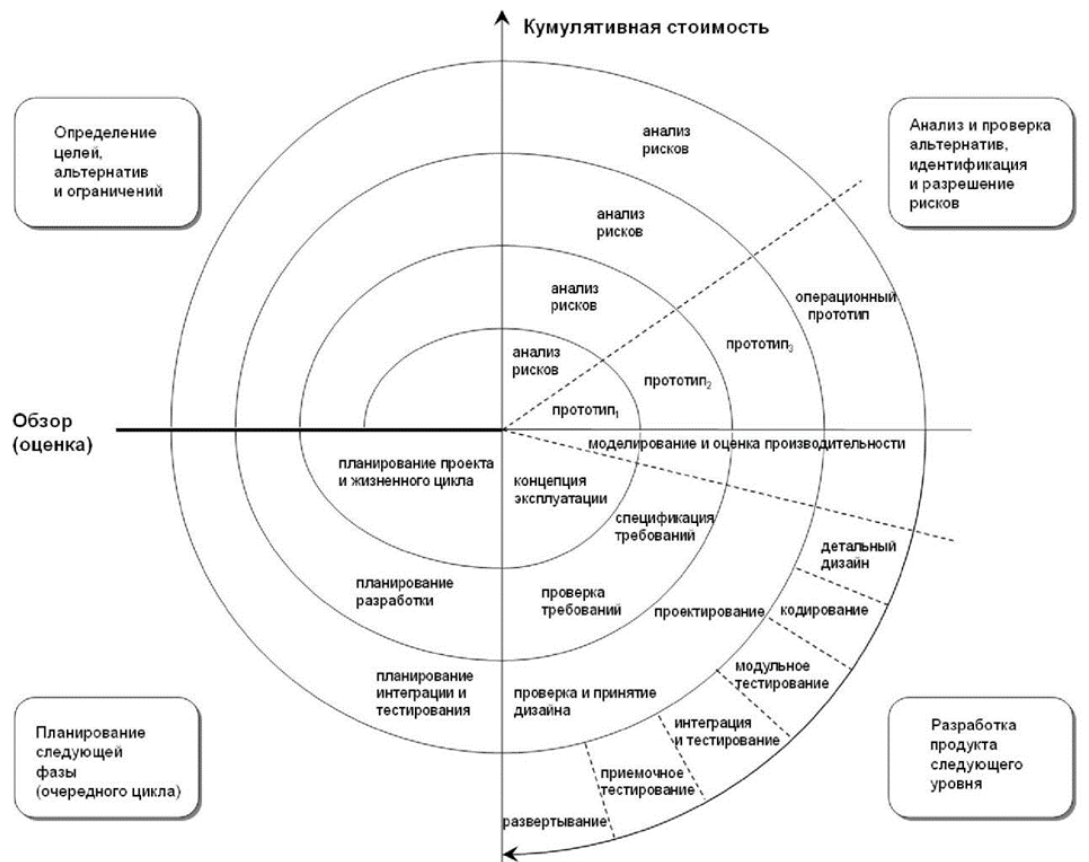 Кумулятивная стоимость
Определение
целей,
альтернатив
и ограничений
Анализ и проверка
альтернатив,
идентификация
и разрешение
рисков
анализ
рисков
анализ
рисков
анализ
рисков
анализ
рисков
операционный
прототип
прототип3
прототип2
прототип1
Обзор
(оценка)
моделирование и оценка производительности
планирование проекта
и жизненного цикла
концепция
эксплуатации
спецификация
требований
детальный
дизайн
планирование
разработки
проверка
требований
проектирование
кодирование
модульное
тестирование
планирование
интеграции и
тестирования
проверка и принятие
дизайна
интеграция
и тестирование
приемочное
тестирование
развертывание
Планирование
следующей
фазы
(очередного цикла)
Разработка
продукта
следующего
уровня